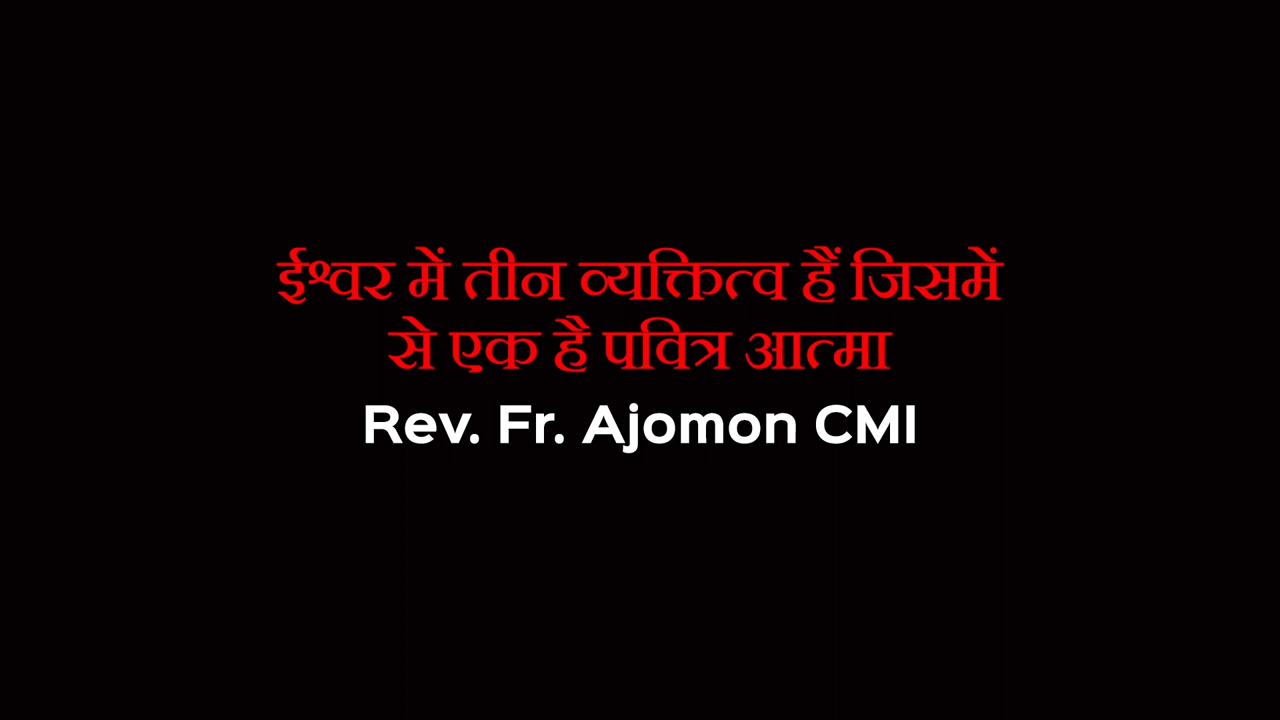 ईश्वर में तीन व्यक्तित्व हैं जिसमें
से एक है पवित्र आत्मा
Rev. Fr. Ajomon CMI